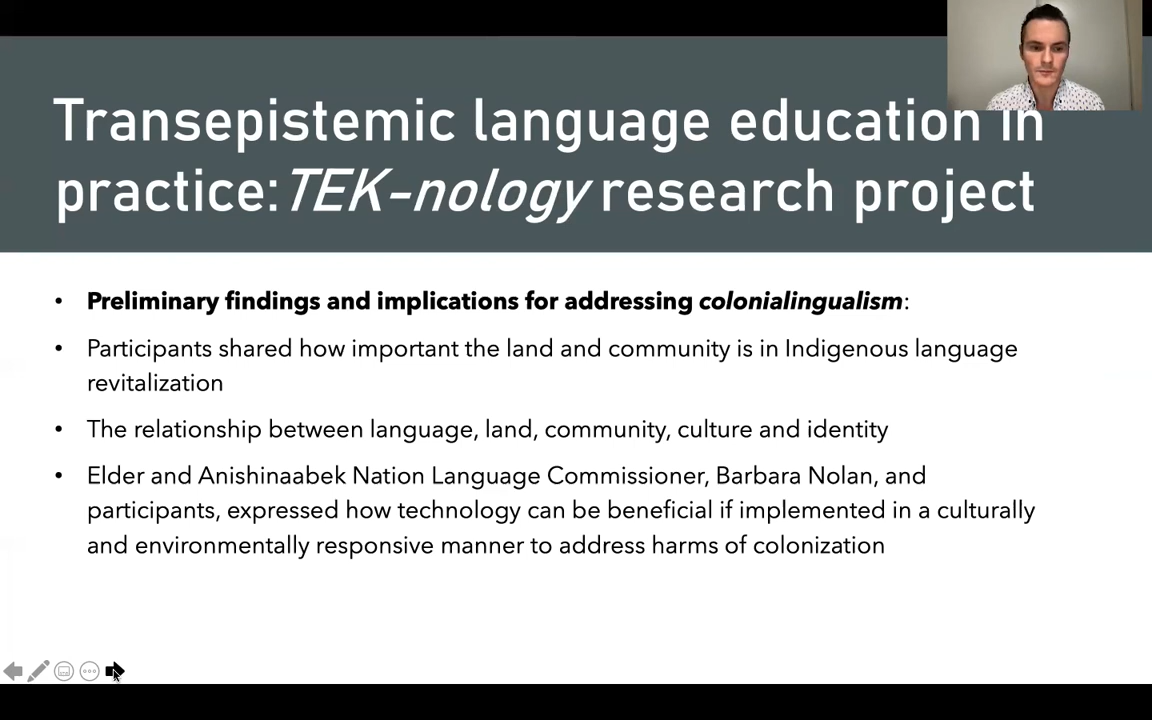 Transepistemic language education in
practice: TEK-nology research project
• Preliminary findings and implications for addressing colonialingualism:
• Participants shared how important the land and community is in Indigenous language
revitalization
• The relationship between language, land, community, culture and identity
• Elder and Anishinaabek Nation Language Commissioner, Barbara Nolan, and
participants, expressed how technology can be beneficial if implemented in a culturally
and environmentally responsive manner to address harms of colonization